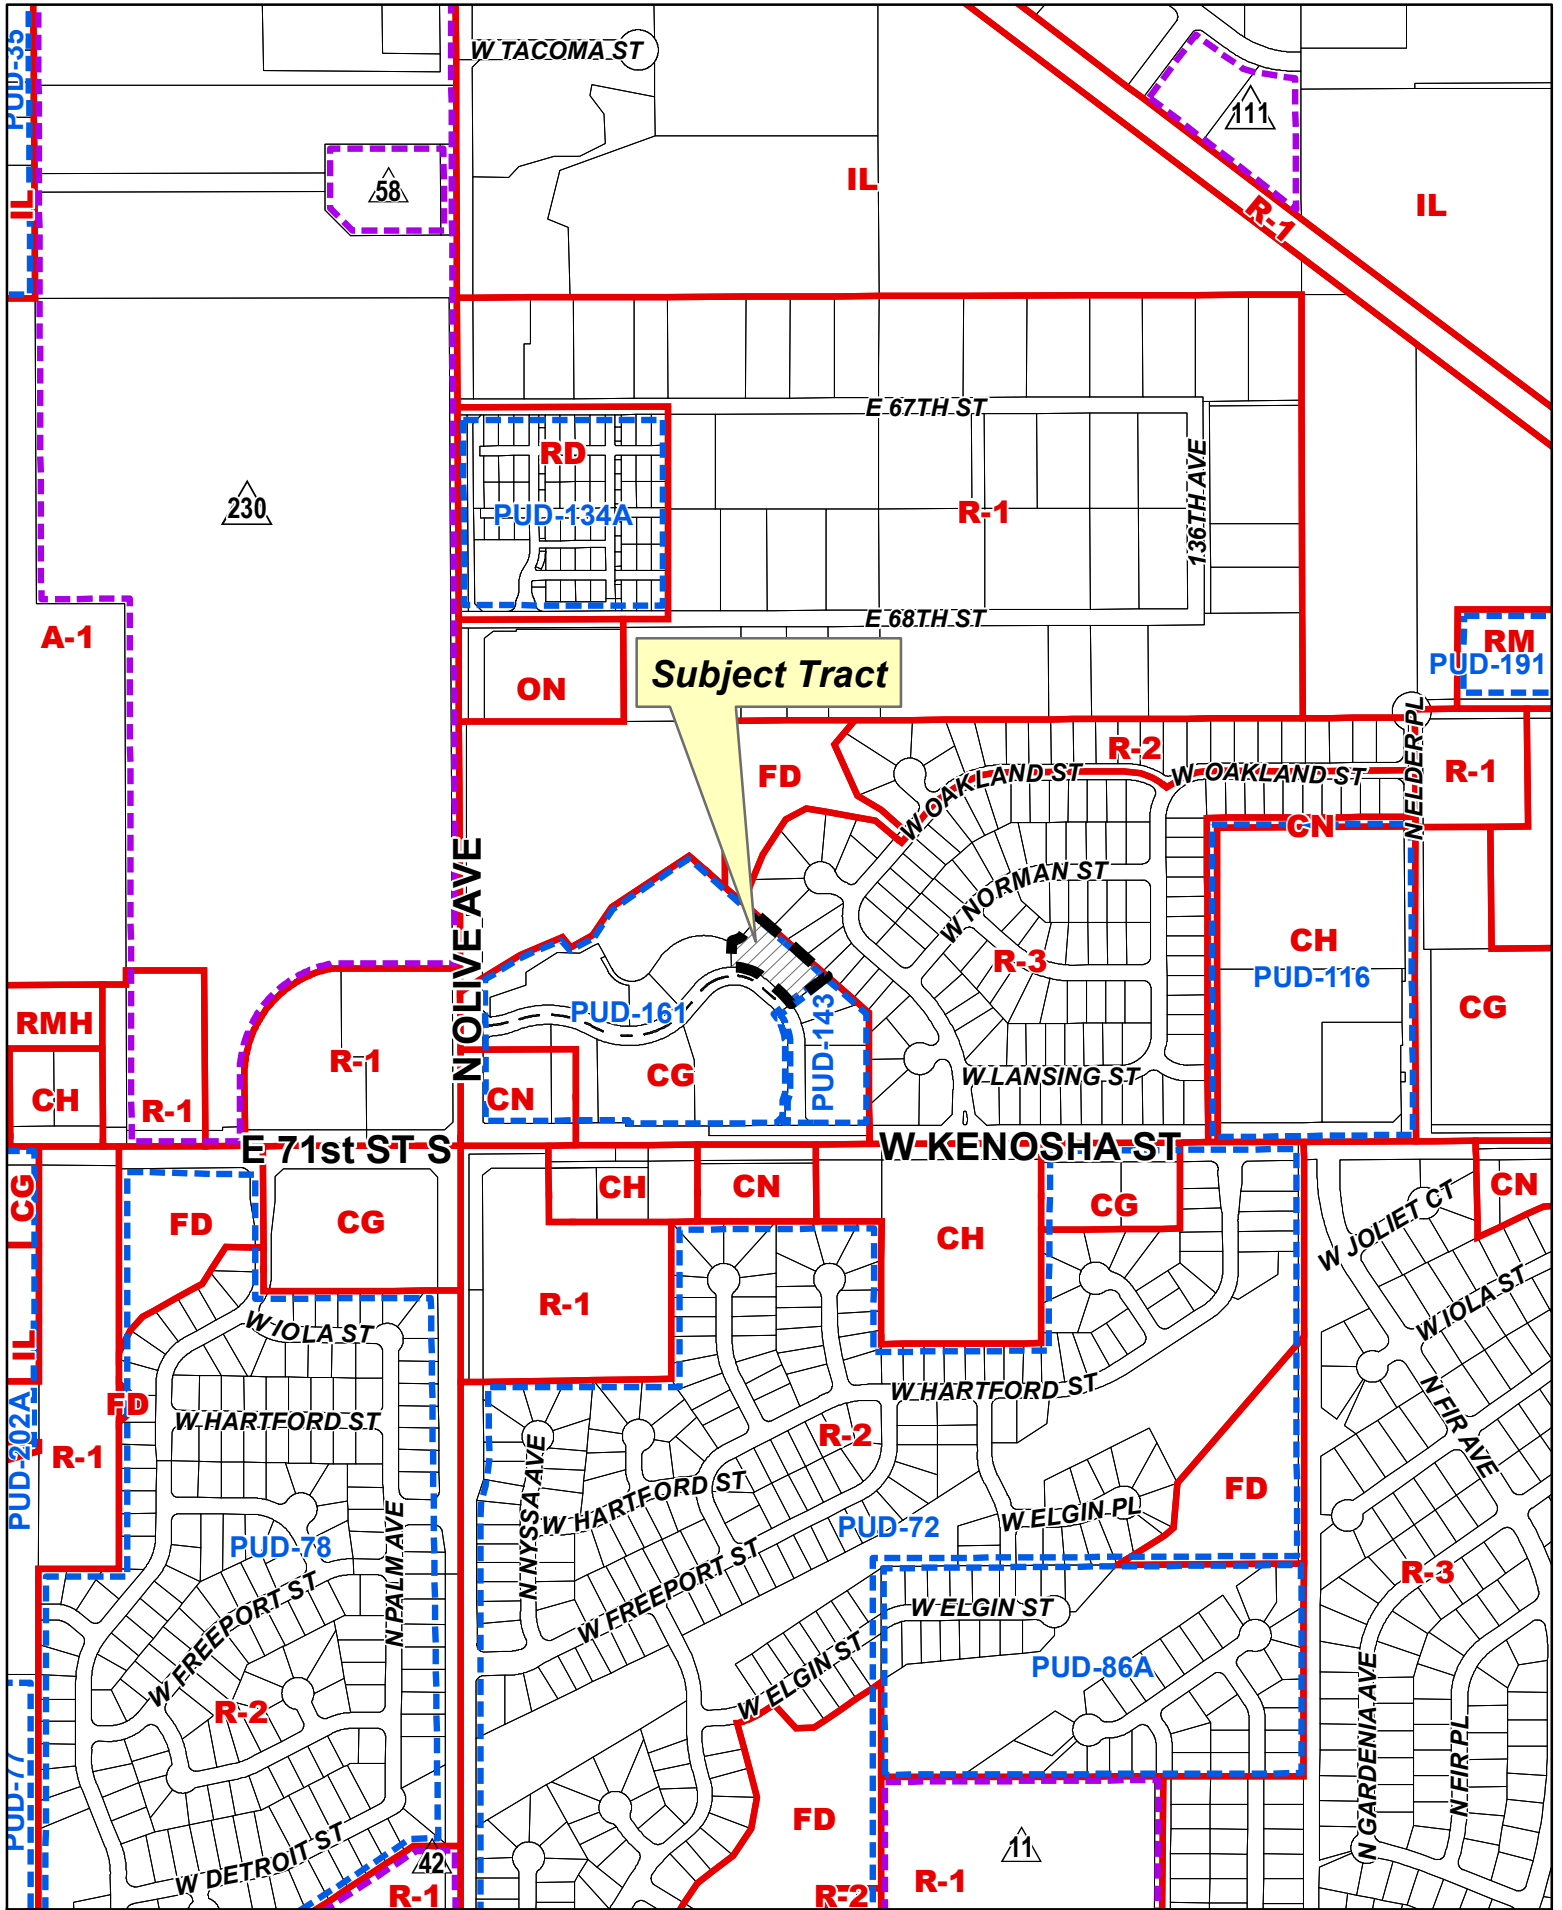 PUD-35
W TACOMA ST
111
58
IL
IL
IL
R-1
E 67TH ST
RD
136TH AVE
230
PUD-134A
R-1
E 68TH ST
A-1
RM
PUD-191
ON
Subject Tract
N ELDER PL
R-2
FD
W OAKLAND ST
W OAKLAND ST
R-1
CN
N OLIVE AVE
W NORMAN ST
CH
R-3
PUD-116
CG
PUD-161
PUD-143
RMH
R-1
CG
W LANSING ST
CH
R-1
CN
E 71st ST S
W KENOSHA ST
CG
FD
CG
CH
CN
CH
CG
CN
W JOLIET CT
R-1
W IOLA ST
W IOLA ST
IL
FD
W HARTFORD ST
W HARTFORD ST
N FIR AVE
PUD-202A
R-1
R-2
N NYSSA AVE
W HARTFORD ST
FD
N PALM AVE
W ELGIN PL
PUD-78
PUD-72
W FREEPORT ST
W FREEPORT ST
R-3
W ELGIN ST
W ELGIN ST
PUD-86A
R-2
N GARDENIA AVE
N FIR PL
PUD-77
FD
W DETROIT ST
42
11
R-1
R-2
R-1